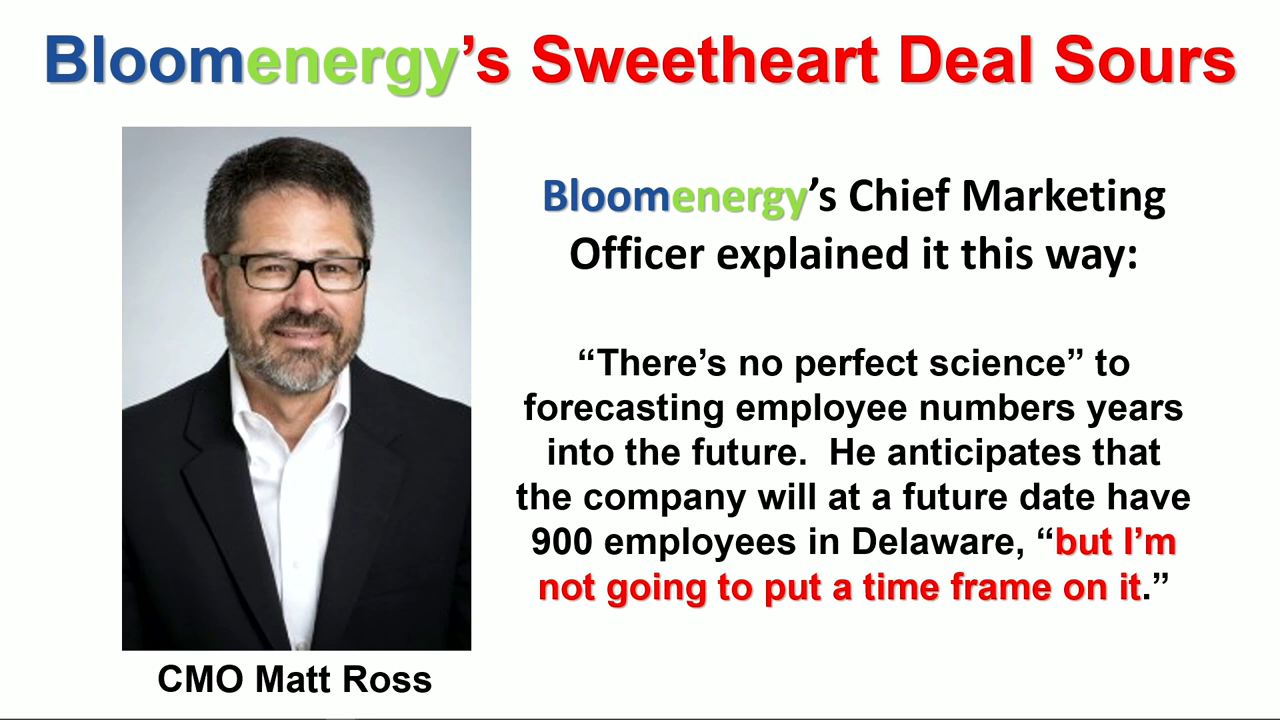 Bloomenergy’s Sweetheart Deal Sours
Bloomenergy’s Chief Marketing
Officer explained it this way:
“There’s no perfect science” to
forecasting employee numbers years
into the future.  He anticipates that
the company will at a future date have
900 employees in Delaware, “but I’m
not going to put a time frame on it.”
CMO Matt Ross